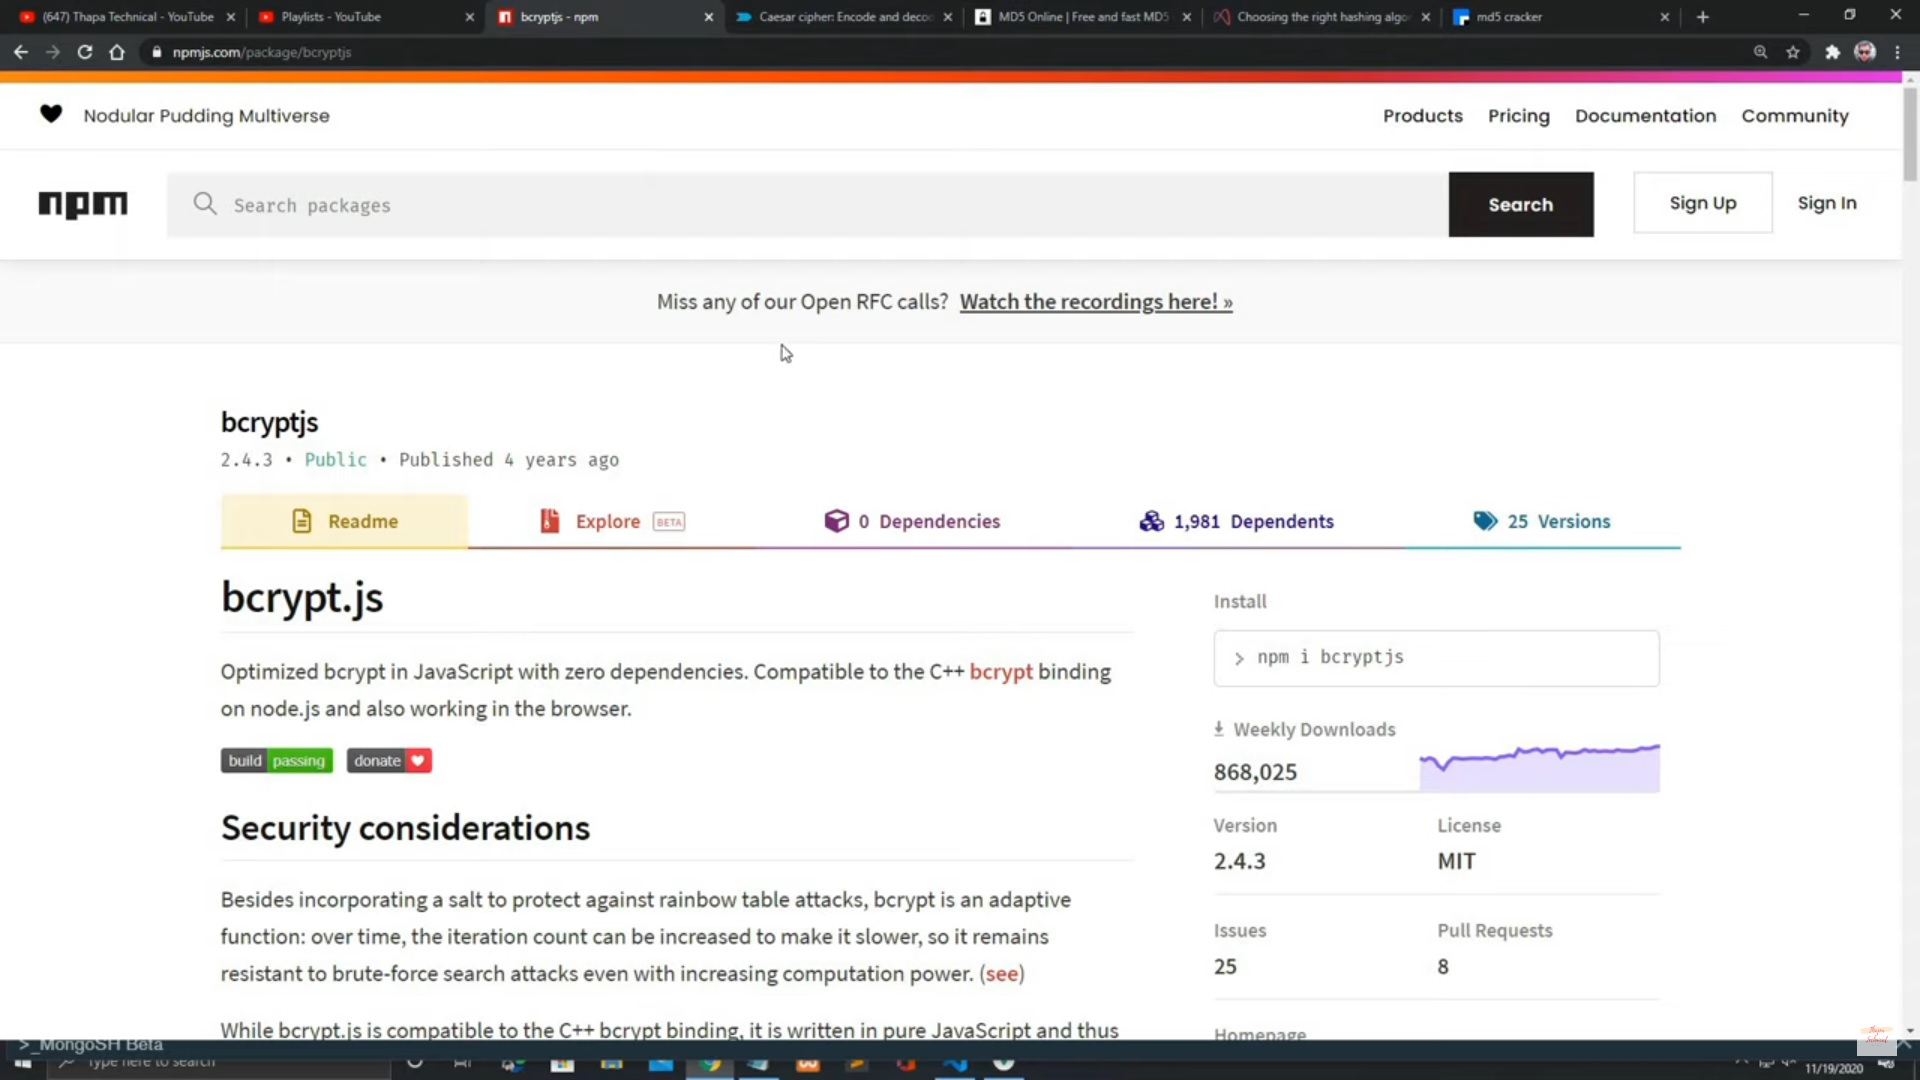 (647) Thapa Technical - YouTube
Playlists - YouTube
bcryptjs - npm
Caesar cipher: Encode and deco
MD5 Online | Free and fast MD5
Choosing the right hashing algo
md5 cracker
npmjs.com/package/bcryptjs
Nodular Pudding Multiverse
Products Pricing Documentation Community
npm
Search packages
Search
Sign Up
Sign In
Miss any of our Open RFC calls? Watch the recordings here! »
bcryptjs
2.4.3 • Public • Published 4 years ago
Readme
Explore BETA
0 Dependencies
1,981 Dependents
25 Versions
bcrypt.js
Optimized bcrypt in JavaScript with zero dependencies. Compatible to the C++ bcrypt binding
on node.js and also working in the browser.
build passing donate
Security considerations
Besides incorporating a salt to protect against rainbow table attacks, bcrypt is an adaptive
function: over time, the iteration count can be increased to make it slower, so it remains
resistant to brute-force search attacks even with increasing computation power. (see)
While bcrypt.js is compatible to the C++ bcrypt binding, it is written in pure JavaScript and thus
Install
> npm i bcryptjs
Weekly Downloads
868,025
Version License
2.4.3 MIT
Issues Pull Requests
25 8
Homepage
>_MongoSH Beta
Type here to search
11/19/2020